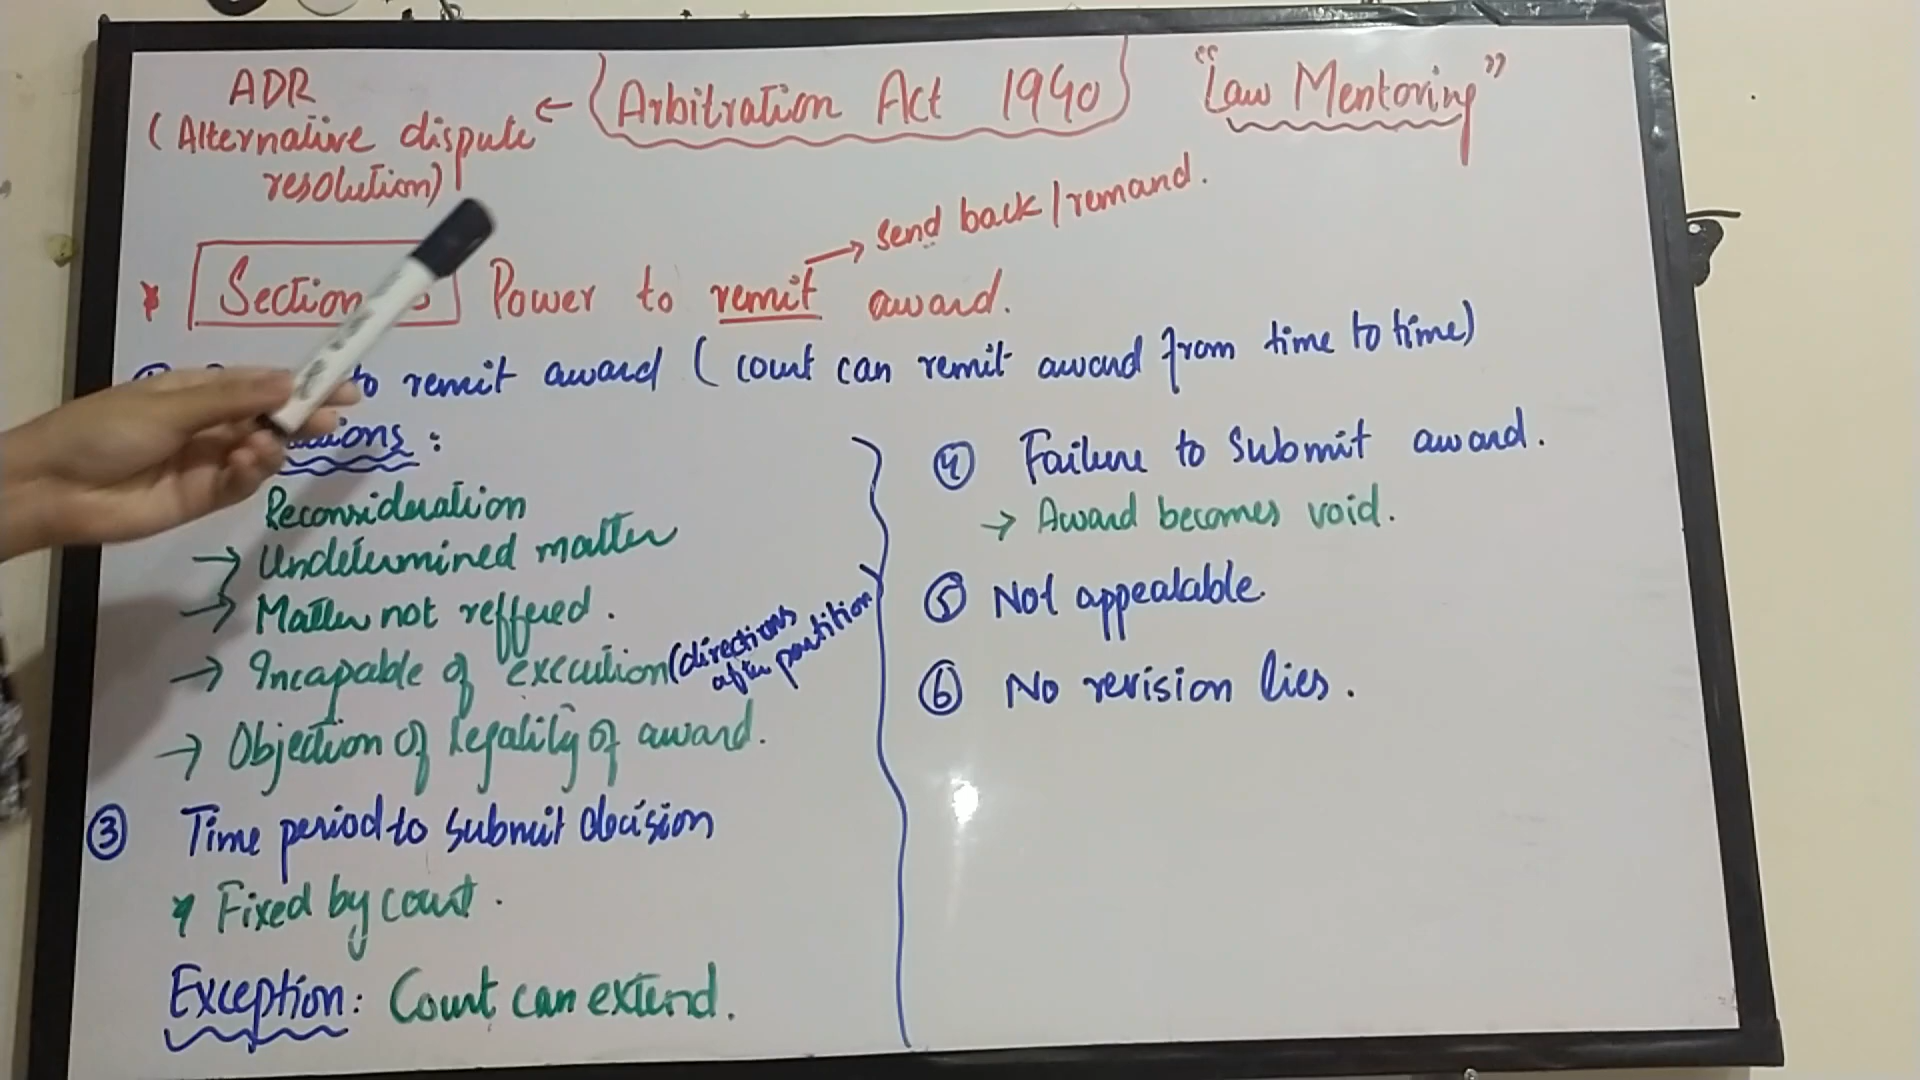 ADR
(Alternative dispute resolution)
← Arbitration Act 1940
"Law Mentoring"
* Section Power to remit award.
→ send back/remand.
to remit award (court can remit award from time to time)
:
Reconsideration
→ Undetermined matter
→ Matter not reffered.
→ Incapable of execution (directions after partition)
→ Objection of legality of award.
③ Time period to submit decision
* Fixed by court.
Exception: Court can extend.
④ Failure to submit award.
→ Award becomes void.
⑤ Not appealable
⑥ No revision lies.